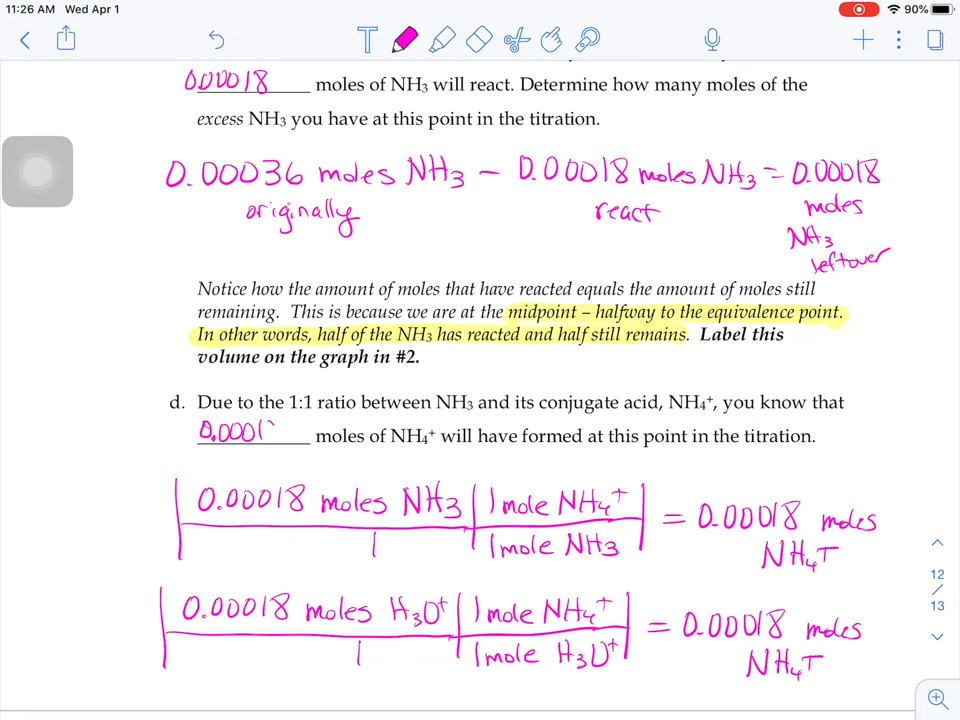 11:26 AM Wed Apr 1
90%
T
0.00018 moles of NH₃ will react. Determine how many moles of the
excess NH₃ you have at this point in the titration.
0.00036 moles NH₃ − 0.00018 moles NH₃ = 0.00018
originally react moles
NH₃
leftover
Notice how the amount of moles that have reacted equals the amount of moles still
remaining. This is because we are at the midpoint – halfway to the equivalence point.
In other words, half of the NH₃ has reacted and half still remains. Label this
volume on the graph in #2.
d. Due to the 1:1 ratio between NH₃ and its conjugate acid, NH₄⁺, you know that
0.0001 moles of NH₄⁺ will have formed at this point in the titration.
0.00018 moles NH₃ | 1 mole NH₄⁺ = 0.00018 moles
1 | 1 mole NH₃ NH₄⁺
0.00018 moles H₃O⁺ | 1 mole NH₄⁺ = 0.00018 moles
1 | 1 mole H₃O⁺ NH₄⁺
12
/
13